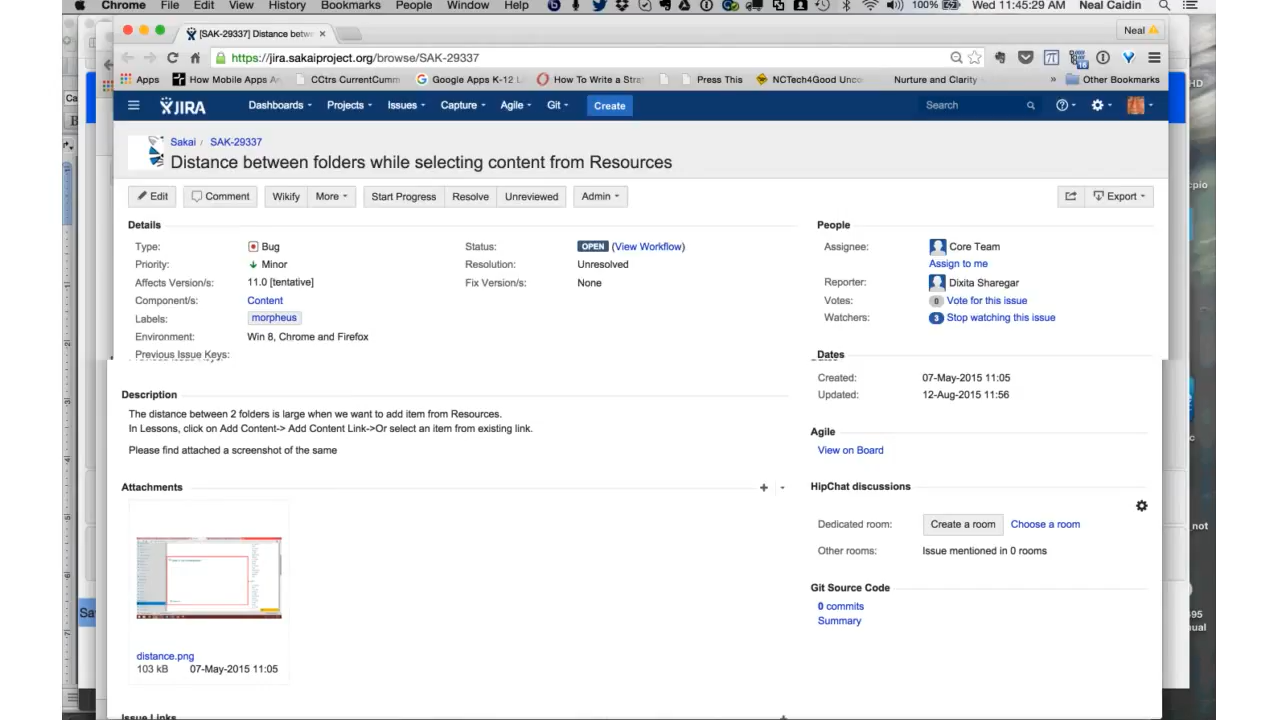 Chrome File Edit View History Bookmarks People Window Help 100% Wed 11:45:29 AM Neal Caidin
[SAK-29337] Distance betw Neal
https://jira.sakaiproject.org/browse/SAK-29337
Apps How Mobile Apps CCtrs CurrentCumm Google Apps K-12 How To Write a Press This NCTech4Good Unco Nurture and Clarity » Other Bookmarks
JIRA Dashboards Projects Issues Capture Agile Git Create Search
Sakai / SAK-29337
Distance between folders while selecting content from Resources
Edit Comment Wikify More Start Progress Resolve Unreviewed Admin Export
Details People
Type: Bug Status: OPEN (View Workflow) Assignee: Core Team
Priority: Minor Resolution: Unresolved Assign to me
Affects Version/s: 11.0 [tentative] Fix Version/s: None Reporter: Dixita Sharegar
Component/s: Content Votes: 0 Vote for this issue
Labels: morpheus Watchers: 3 Stop watching this issue
Environment: Win 8, Chrome and Firefox
Previous Issue Keys: Dates
Created: 07-May-2015 11:05
Description Updated: 12-Aug-2015 11:56
The distance between 2 folders is large when we want to add item from Resources.
In Lessons, click on Add Content-> Add Content Link->Or select an item from existing link.
Agile
Please find attached a screenshot of the same View on Board
Attachments HipChat discussions
Dedicated room: Create a room Choose a room
Other rooms: Issue mentioned in 0 rooms
Git Source Code
0 commits
Summary
distance.png
103 kB 07-May-2015 11:05
Issue Links